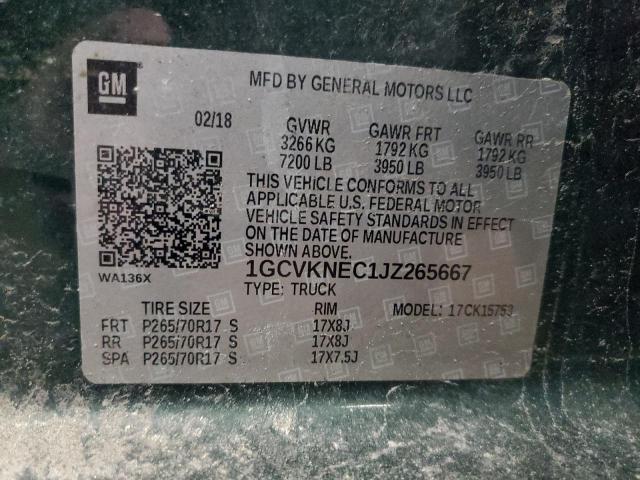 GM
MFD BY GENERAL MOTORS LLC
02/18 GVWR GAWR FRT GAWR RR
3266 KG 1792 KG 1792 KG
7200 LB 3950 LB 3950 LB
THIS VEHICLE CONFORMS TO ALL
APPLICABLE U.S. FEDERAL MOTOR
VEHICLE SAFETY STANDARDS IN EFFECT
ON THE DATE OF MANUFACTURE
SHOWN ABOVE.
WA136X
1GCVKNEC1JZ265667
TYPE: TRUCK
TIRE SIZE RIM MODEL: 17CK15753
FRT P265/70R17 S 17X8J
RR P265/70R17 S 17X8J
SPA P265/70R17 S 17X7.5J